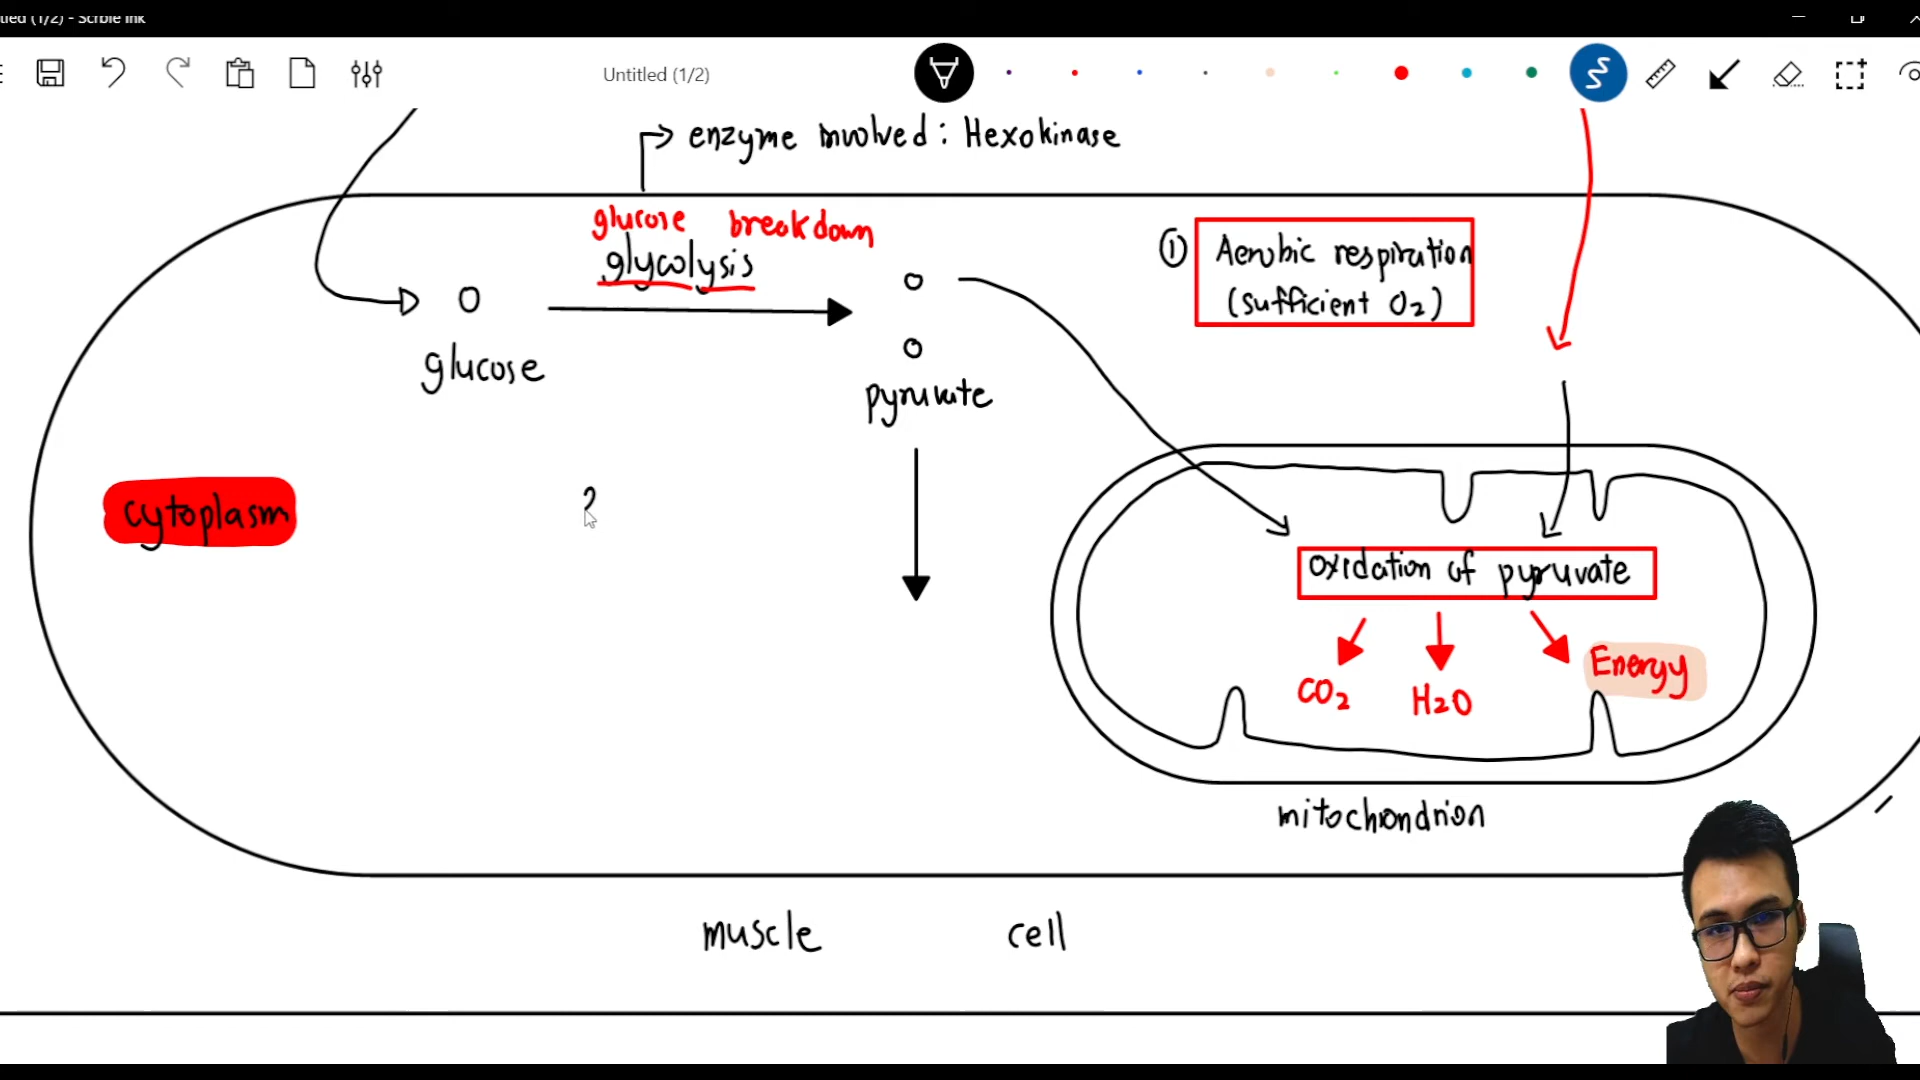 Untitled (1/2)
enzyme involved: Hexokinase
glucose breakdown
glycolysis
① Aerobic respiration
(sufficient O₂)
glucose
pyruvate
cytoplasm
2
oxidation of pyruvate
Energy
CO₂
H₂O
mitochondrion
muscle cell